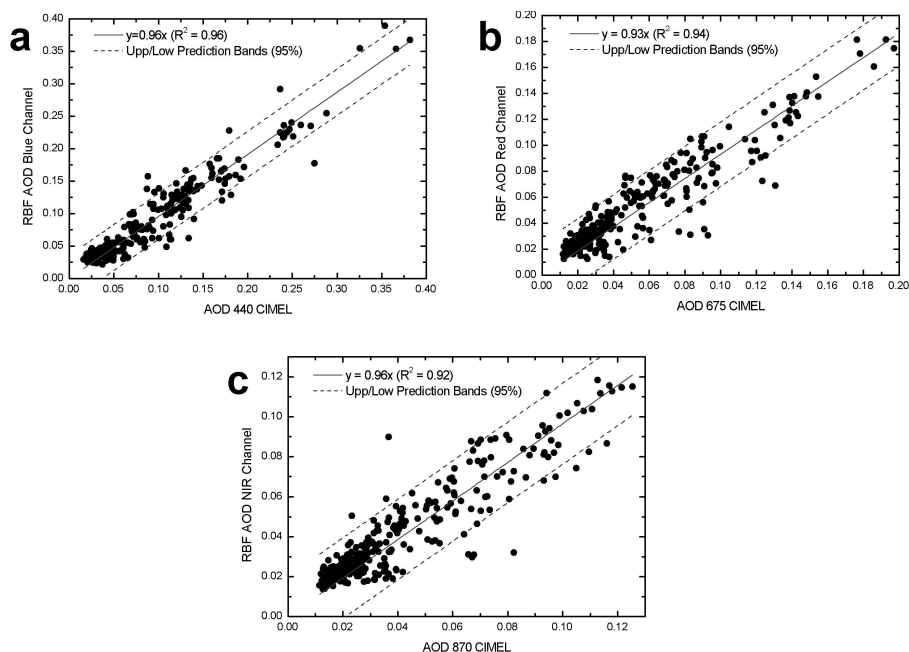 a
y=0.96x (R² = 0.96)
Upp/Low Prediction Bands (95%)
0.40
0.35
0.30
0.25
0.20
0.15
0.10
0.05
0.00
RBF AOD Blue Channel
0.00 0.05 0.10 0.15 0.20 0.25 0.30 0.35 0.40
AOD 440 CIMEL
b
y = 0.93x (R² = 0.94)
Upp/Low Prediction Bands (95%)
0.20
0.18
0.16
0.14
0.12
0.10
0.08
0.06
0.04
0.02
0.00
RBF AOD Red Channel
0.00 0.02 0.04 0.06 0.08 0.10 0.12 0.14 0.16 0.18 0.20
AOD 675 CIMEL
c
y = 0.96x (R² = 0.92)
Upp/Low Prediction Bands (95%)
0.12
0.10
0.08
0.06
0.04
0.02
0.00
RBF AOD NIR Channel
0.00 0.02 0.04 0.06 0.08 0.10 0.12
AOD 870 CIMEL